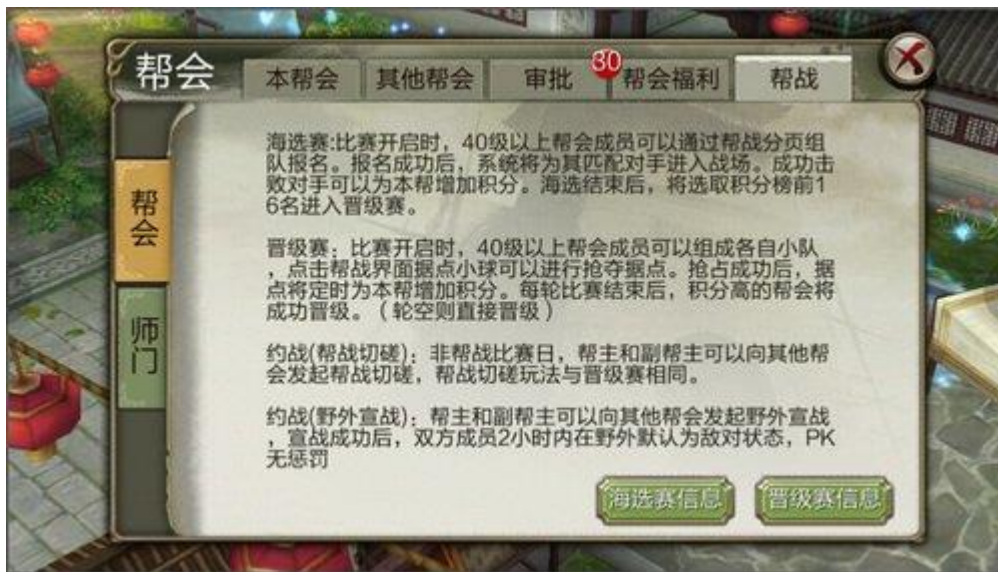 帮会
本帮会
其他帮会
审批
30
帮会福利
帮战
帮会
师门
海选赛:比赛开启时，40级以上帮会成员可以通过帮战分页组
队报名。报名成功后，系统将为其匹配对手进入战场。成功击
败对手可以为本帮增加积分。海选结束后，将选取积分榜前1
6名进入晋级赛。
晋级赛：比赛开启时，40级以上帮会成员可以组成各自小队
，点击帮战界面据点小球可以进行抢夺据点。抢占成功后，据
点将定时为本帮增加积分。每轮比赛结束后，积分高的帮会将
成功晋级。（轮空则直接晋级）
约战(帮战切磋)：非帮战比赛日，帮主和副帮主可以向其他帮
会发起帮战切磋，帮战切磋玩法与晋级赛相同。
约战(野外宣战)：帮主和副帮主可以向其他帮会发起野外宣战
，宣战成功后，双方成员2小时内在野外默认为敌对状态，PK
无惩罚
海选赛信息
晋级赛信息